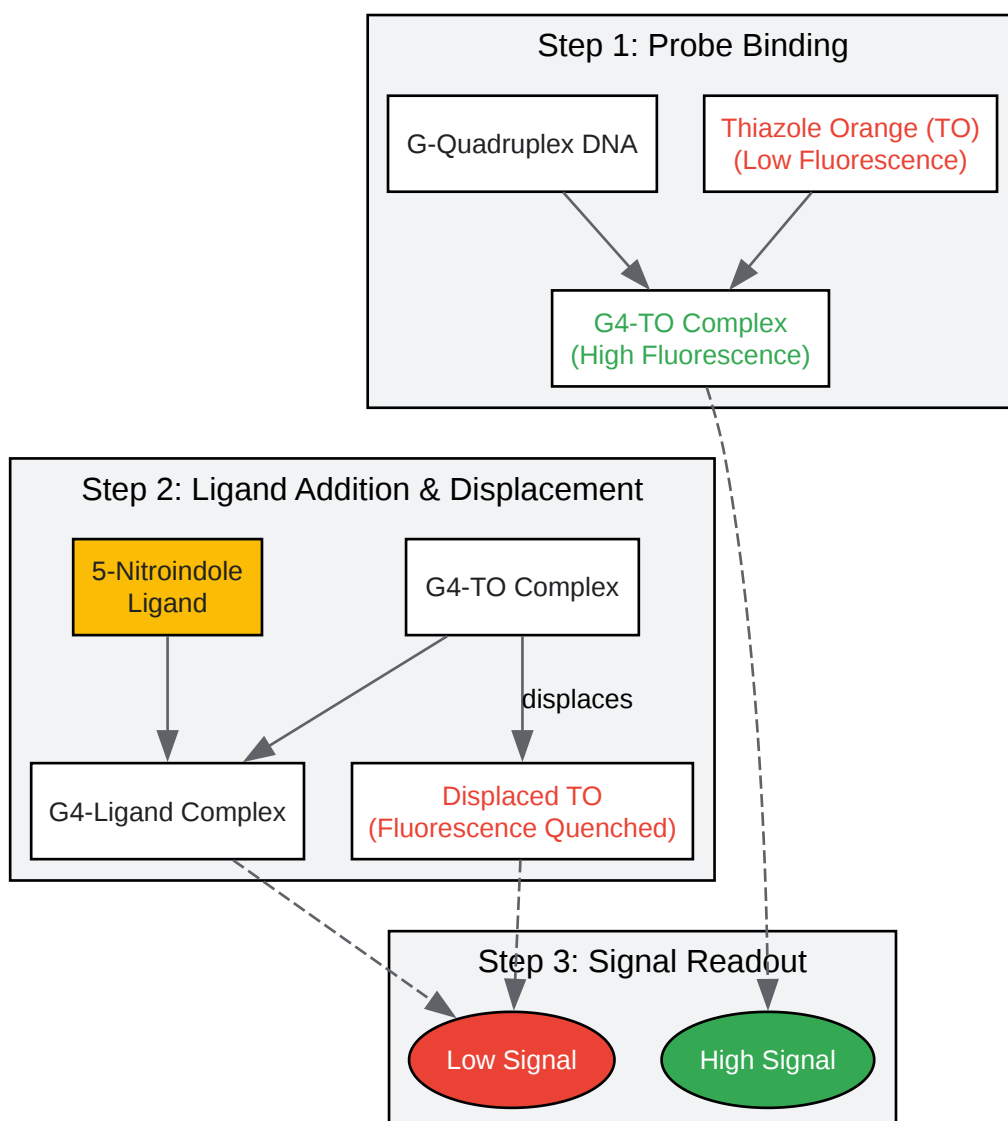 Step 1: Probe Binding
G-Quadruplex DNA
Thiazole Orange (TO)
(Low Fluorescence)
G4-TO Complex
(High Fluorescence)
Step 2: Ligand Addition & Displacement
5-Nitroindole
Ligand
G4-TO Complex
displaces
G4-Ligand Complex
Displaced TO
(Fluorescence Quenched)
Step 3: Signal Readout
Low Signal
High Signal